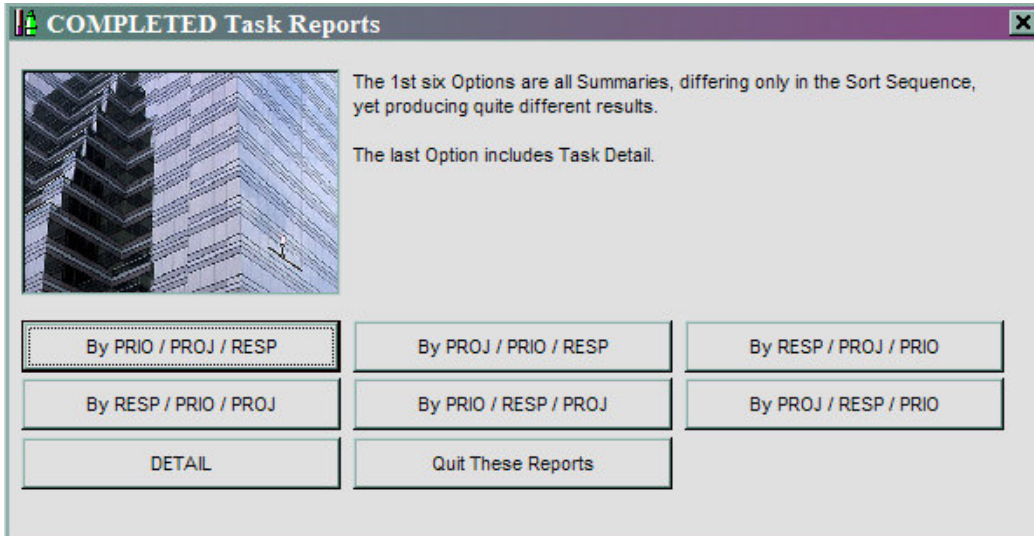 COMPLETED Task Reports
The 1st six Options are all Summaries, differing only in the Sort Sequence,
yet producing quite different results.
The last Option includes Task Detail.
By PRIO / PROJ / RESP
By PROJ / PRIO / RESP
By RESP / PROJ / PRIO
By RESP / PRIO / PROJ
By PRIO / RESP / PROJ
By PROJ / RESP / PRIO
DETAIL
Quit These Reports